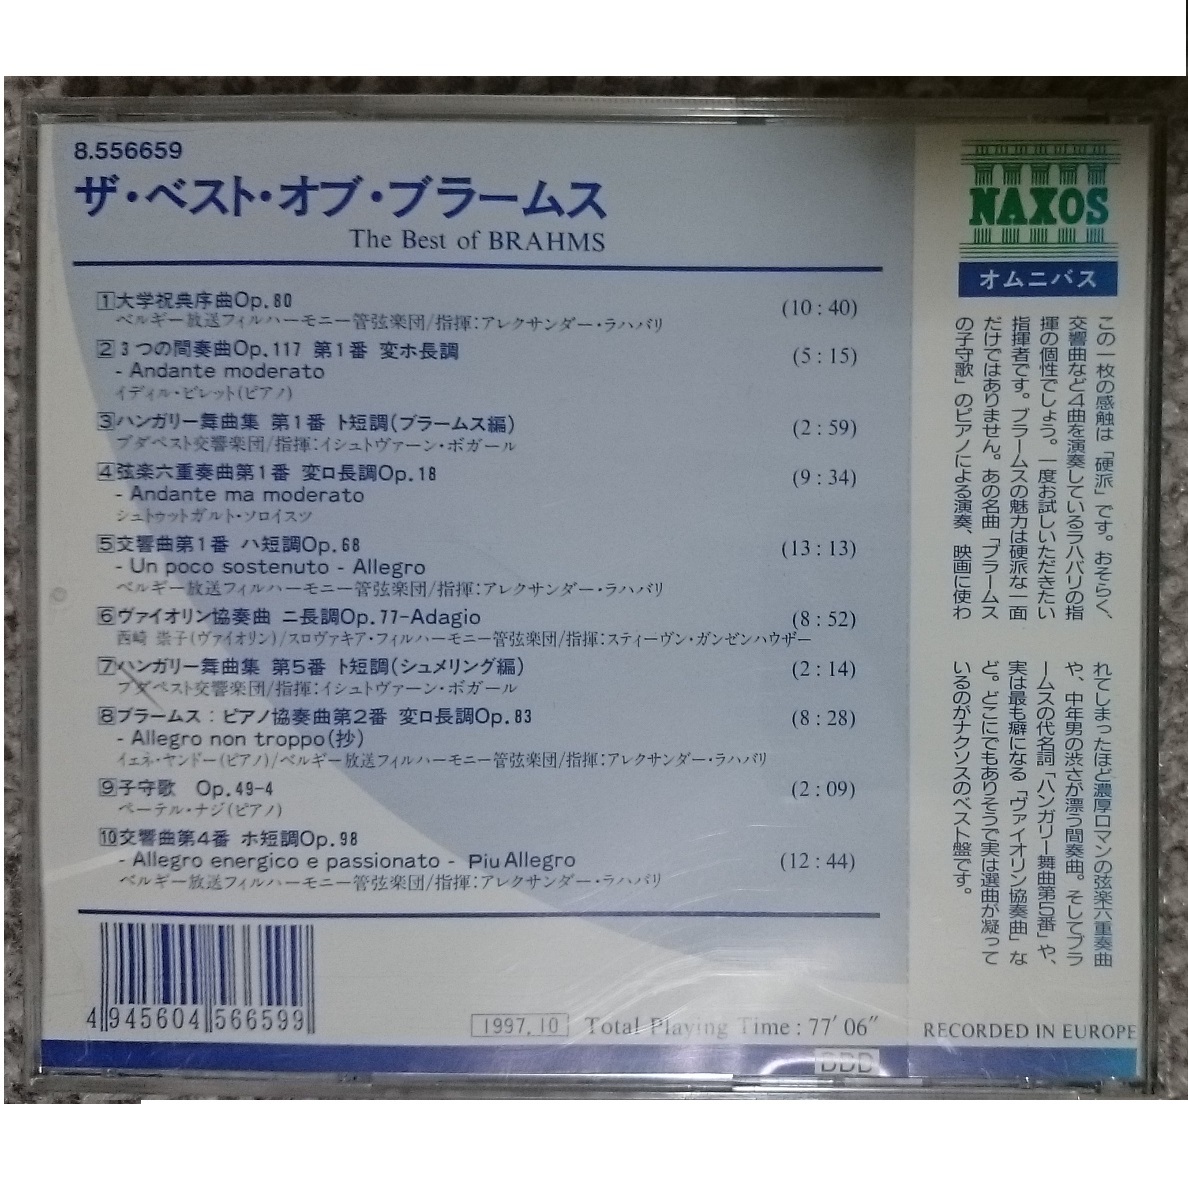 8.556659
ザ・ベスト・オブ・ブラームス
The Best of BRAHMS
1 大学祝典序曲Op.80 (10:40)
ベルギー放送フィルハーモニー管弦楽団/指揮:アレクサンダー・ラハバリ
2 3つの間奏曲Op.117 第1番 変ホ長調 (5:15)
- Andante moderato
イディル・ビレット(ピアノ)
3 ハンガリー舞曲集 第1番 ト短調(ブラームス編) (2:59)
ブダペスト交響楽団/指揮:イシュトヴァーン・ボガール
4 弦楽六重奏曲第1番 変ロ長調Op.18 (9:34)
- Andante ma moderato
シュトゥットガルト・ソロイスツ
5 交響曲第1番 ハ短調Op.68 (13:13)
- Un poco sostenuto - Allegro
ベルギー放送フィルハーモニー管弦楽団/指揮:アレクサンダー・ラハバリ
6 ヴァイオリン協奏曲 ニ長調Op.77-Adagio (8:52)
西崎 崇子(ヴァイオリン)/スロヴァキア・フィルハーモニー管弦楽団/指揮:スティーヴン・ガンゼンハウザー
7 ハンガリー舞曲集 第5番 ト短調(シュメリング編) (2:14)
ブダペスト交響楽団/指揮:イシュトヴァーン・ボガール
8 ブラームス:ピアノ協奏曲第2番 変ロ長調Op.83 (8:28)
- Allegro non troppo(抄)
イェネ・ヤンドー(ピアノ)/ベルギー放送フィルハーモニー管弦楽団/指揮:アレクサンダー・ラハバリ
9 子守歌 Op.49-4 (2:09)
ペーテル・ナジ(ピアノ)
10 交響曲第4番 ホ短調Op.98 (12:44)
- Allegro energico e passionato - Piu Allegro
ベルギー放送フィルハーモニー管弦楽団/指揮:アレクサンダー・ラハバリ
4 945604 566599
1997.10 Total Playing Time : 77′06″
DDD
NAXOS
オムニバス
この一枚の感触は「硬派」です。おそらく、
交響曲など4曲を演奏しているラハバリの指
揮の個性でしょう。一度お試しいただきたい
指揮者です。ブラームスの魅力は硬派な一面
だけではありません。あの名曲「ブラームス
の子守歌」のピアノによる演奏、映画に使わ
れてしまったほど濃厚ロマンの弦楽六重奏曲
や、中年男の渋さが漂う間奏曲。そしてブラ
ームスの代名詞「ハンガリー舞曲第5番」や、
実は最も癖になる「ヴァイオリン協奏曲」な
ど。どこにでもありそうで実は選曲が凝って
いるのがナクソスのベスト盤です。
RECORDED IN EUROPE